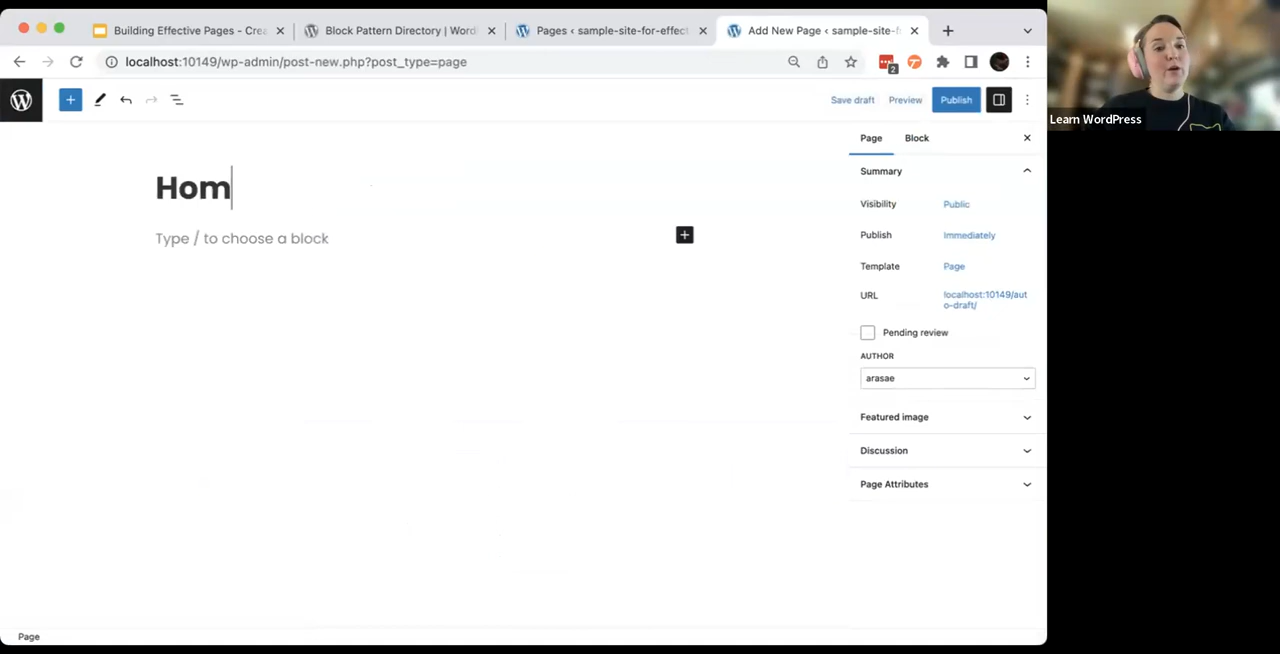 Building Effective Pages - Crea
Block Pattern Directory | Word
Pages ‹ sample-site-for-effect
Add New Page ‹ sample-site-f
localhost:10149/wp-admin/post-new.php?post_type=page
2
Save draft
Preview
Publish
Learn WordPress
Page
Block
Hom
Type / to choose a block
Summary
Visibility
Public
Publish
Immediately
Template
Page
URL
localhost:10149/aut
o-draft/
Pending review
AUTHOR
arasae
Featured image
Discussion
Page Attributes
Page